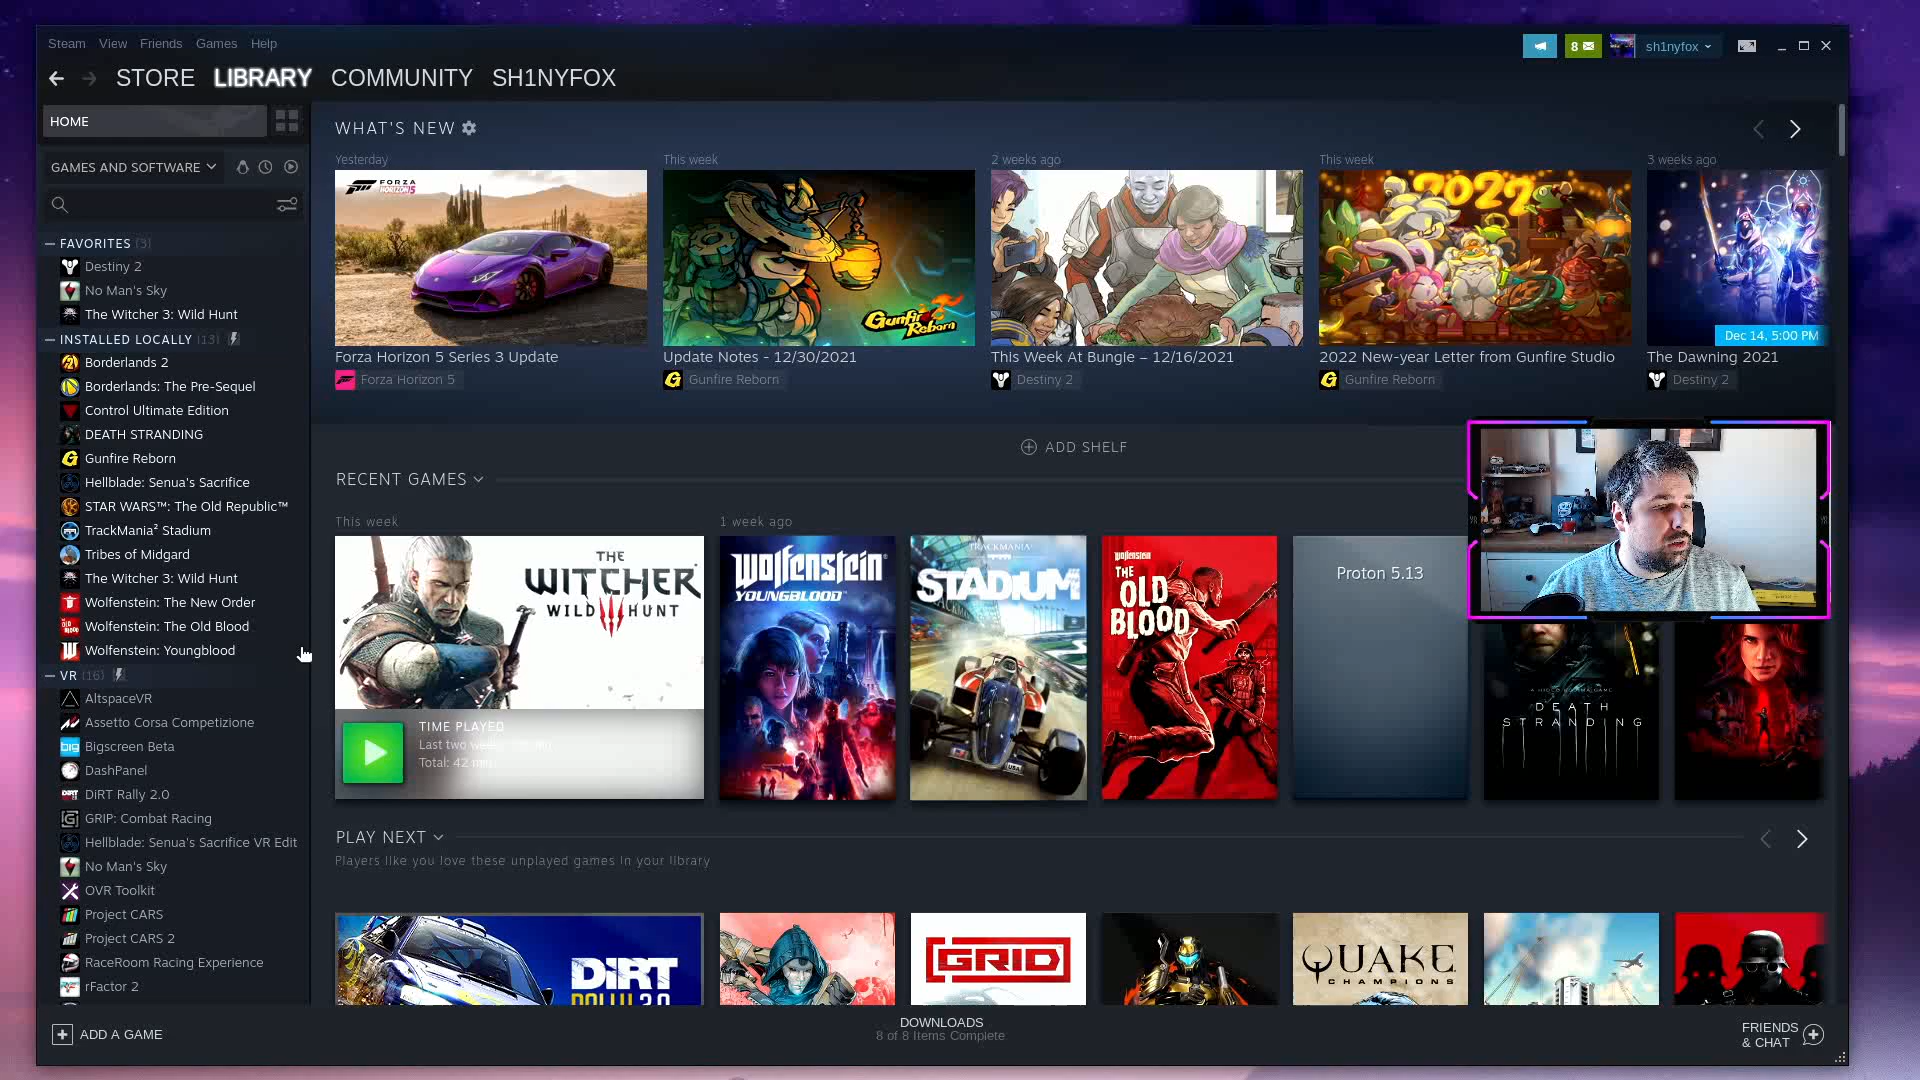 Steam View Friends Games Help
8
sh1nyfox
STORE LIBRARY COMMUNITY SH1NYFOX
HOME
GAMES AND SOFTWARE
FAVORITES (3)
Destiny 2
No Man's Sky
The Witcher 3: Wild Hunt
INSTALLED LOCALLY (13)
Borderlands 2
Borderlands: The Pre-Sequel
Control Ultimate Edition
DEATH STRANDING
Gunfire Reborn
Hellblade: Senua's Sacrifice
STAR WARS™: The Old Republic™
TrackMania² Stadium
Tribes of Midgard
The Witcher 3: Wild Hunt
Wolfenstein: The New Order
Wolfenstein: The Old Blood
Wolfenstein: Youngblood
VR (16)
AltspaceVR
Assetto Corsa Competizione
Bigscreen Beta
DashPanel
DiRT Rally 2.0
GRIP: Combat Racing
Hellblade: Senua's Sacrifice VR Edit
No Man's Sky
OVR Toolkit
Project CARS
Project CARS 2
RaceRoom Racing Experience
rFactor 2
ADD A GAME
WHAT'S NEW
Yesterday
FORZA
HORIZON 5
Forza Horizon 5 Series 3 Update
Forza Horizon 5
This week
Gunfire
Reborn
Update Notes - 12/30/2021
Gunfire Reborn
2 weeks ago
This Week At Bungie – 12/16/2021
Destiny 2
This week
2022
2022 New-year Letter from Gunfire Studio
Gunfire Reborn
3 weeks ago
Dec 14, 5:00 PM
The Dawning 2021
Destiny 2
ADD SHELF
RECENT GAMES
This week
THE
WITCHER
WILD HUNT
TIME PLAYED
Total: 42
1 week ago
Wolfenstein
YOUNGBLOOD
TRACKMANIA²
STADIUM
Wolfenstein
THE
OLD
BLOOD
Proton 5.13
DEATH
STRANDING
PLAY NEXT
Players like you love these unplayed games in your library
DiRT
RALLY 2.0
GRID
QUAKE
CHAMPIONS
DOWNLOADS
8 of 8 Items Complete
FRIENDS
& CHAT